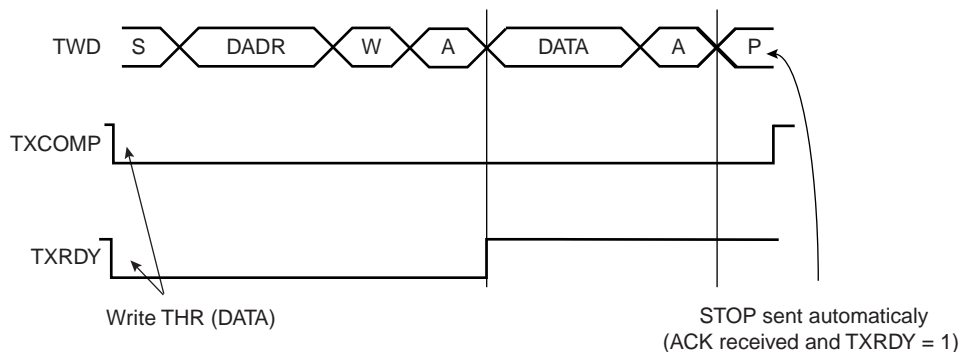 TWD S DADR W A DATA A P
TXCOMP
TXRDY
Write THR (DATA)
STOP sent automaticaly
(ACK received and TXRDY = 1)